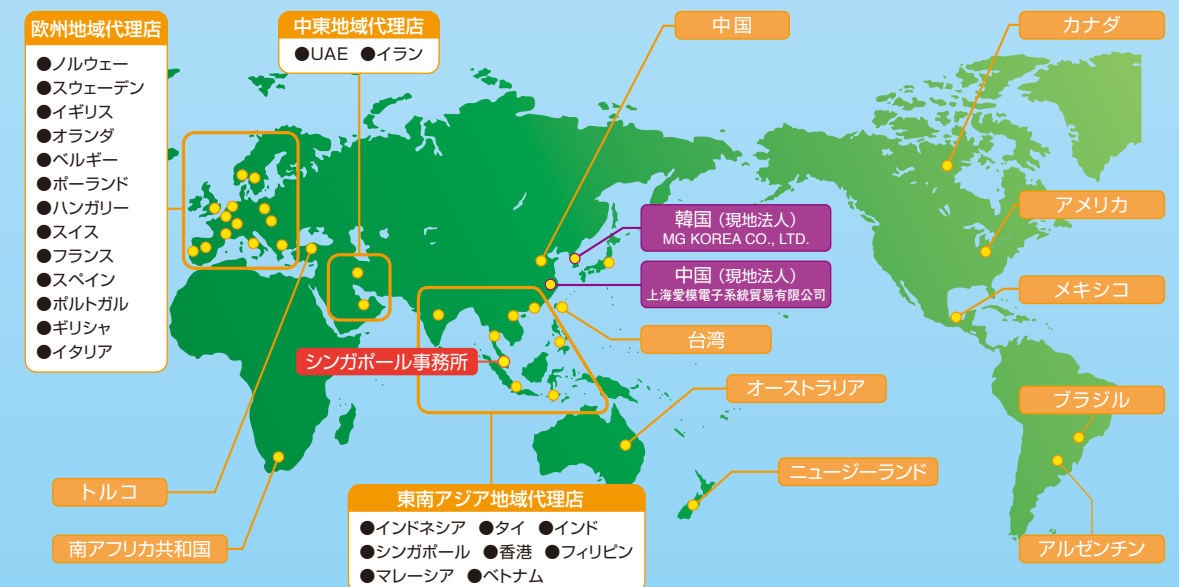 欧州地域代理店
●ノルウェー
●スウェーデン
●イギリス
●オランダ
●ベルギー
●ポーランド
●ハンガリー
●スイス
●フランス
●スペイン
●ポルトガル
●ギリシャ
●イタリア
中東地域代理店
●UAE ●イラン
中国
カナダ
韓国（現地法人）
MG KOREA CO., LTD.
中国（現地法人）
上海愛模電子系統貿易有限公司
アメリカ
メキシコ
台湾
シンガポール事務所
オーストラリア
ブラジル
ニュージーランド
トルコ
南アフリカ共和国
東南アジア地域代理店
●インドネシア ●タイ ●インド
●シンガポール ●香港 ●フィリピン
●マレーシア ●ベトナム
アルゼンチン